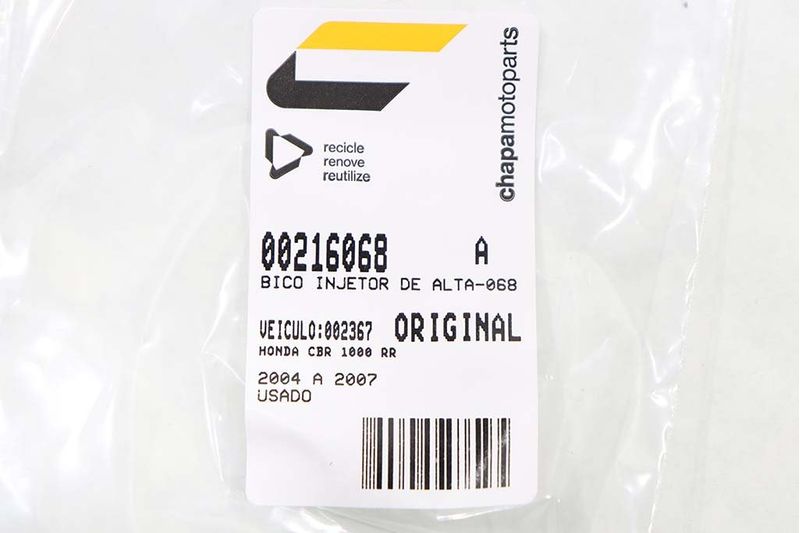 chapamotoparts
recicle
renove
reutilize
00216068 A
BICO INJETOR DE ALTA-068
VEICULO:002367 ORIGINAL
HONDA CBR 1000 RR
2004 A 2007
USADO